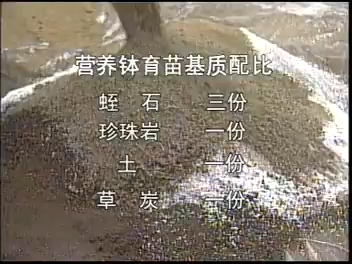 营养钵育苗基质配比
蛭 石 三份
珍珠岩 一份
土 一份
草 炭 一份